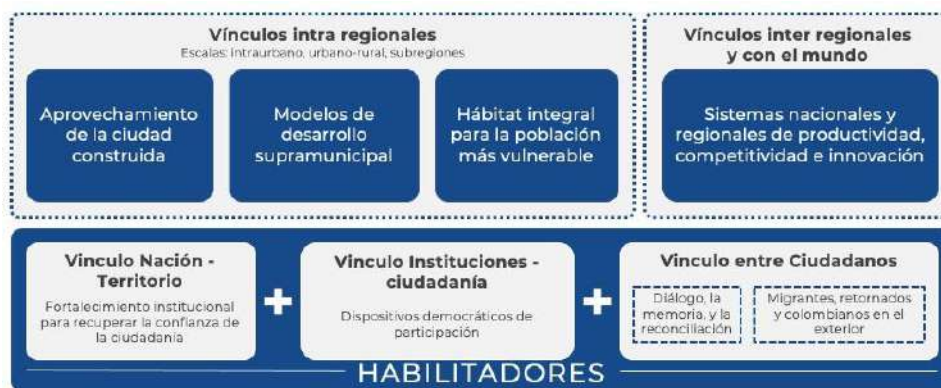 Vínculos intra regionales
Escalas: intraurbano, urbano-rural, subregiones
Aprovechamiento
de la ciudad
construida
Modelos de
desarrollo
supramunicipal
Hábitat integral
para la población
más vulnerable
Vínculos inter regionales
y con el mundo
Sistemas nacionales y
regionales de productividad,
competitividad e innovación
Vinculo Nación -
Territorio
Fortalecimiento institucional
para recuperar la confianza de
la ciudadanía
+
Vinculo Instituciones -
ciudadanía
Dispositivos democráticos de
participación
+
Vinculo entre Ciudadanos
Diálogo, la
memoria, y la
reconciliación
Migrantes, retornados
y colombianos en el
exterior
HABILITADORES